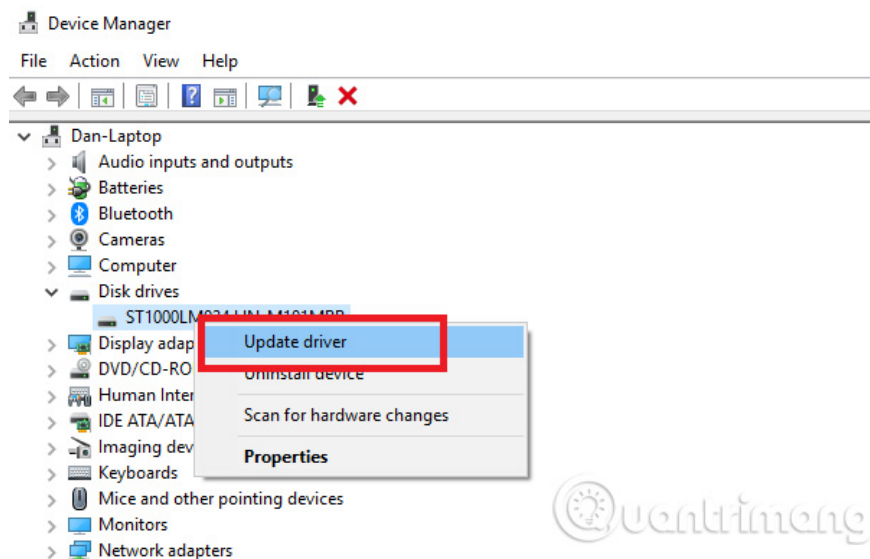 Device Manager
File Action View Help
Dan-Laptop
Audio inputs and outputs
Batteries
Bluetooth
Cameras
Computer
Disk drives
Update driver
Display adap
Uninstall device
DVD/CD-RO
Human Inter
Scan for hardware changes
IDE ATA/ATA
Imaging dev
Properties
Keyboards
Mice and other pointing devices
Monitors
Network adapters
Quantrimang